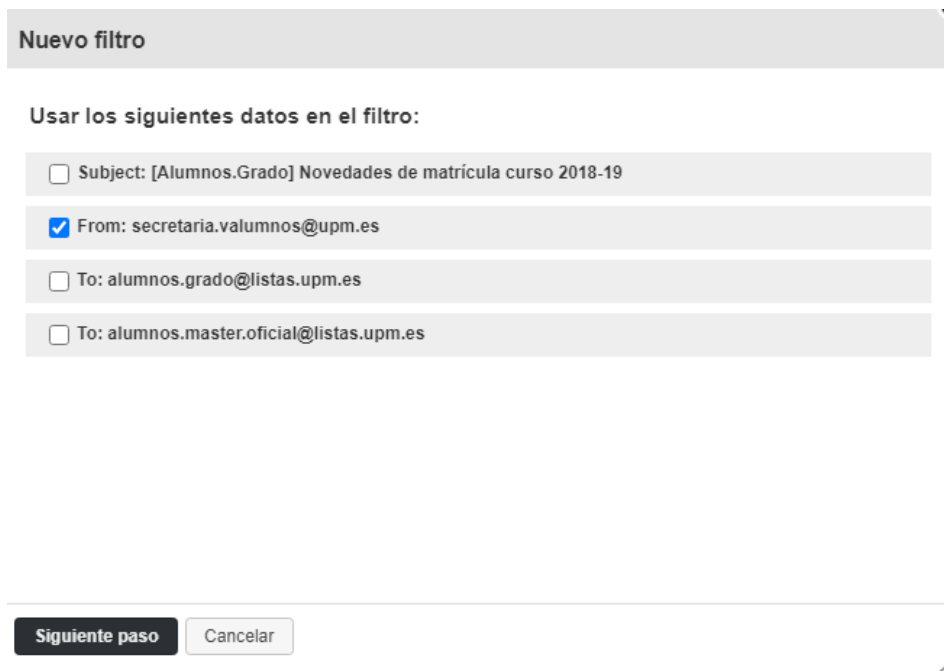 Nuevo filtro
Usar los siguientes datos en el filtro:
Subject: [Alumnos.Grado] Novedades de matrícula curso 2018-19
From: secretaria.valumnos@upm.es
To: alumnos.grado@listas.upm.es
To: alumnos.master.oficial@listas.upm.es
Siguiente paso Cancelar